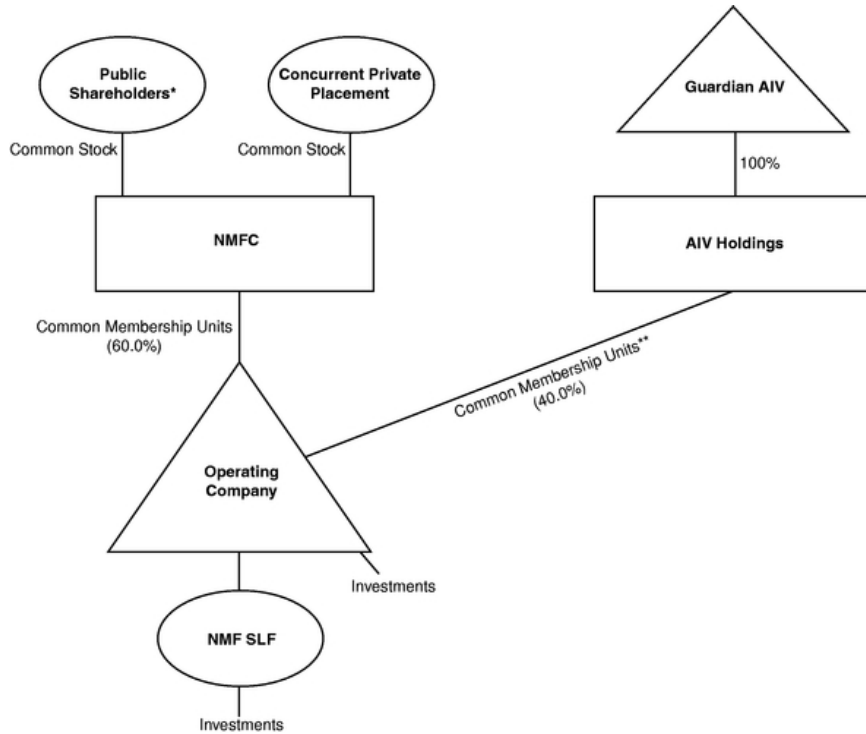 Public
Shareholders*
Concurrent Private
Placement
Guardian AIV
Common Stock
Common Stock
100%
NMFC
AIV Holdings
Common Membership Units
(60.0%)
Common Membership Units**
(40.0%)
Operating
Company
Investments
NMF SLF
Investments